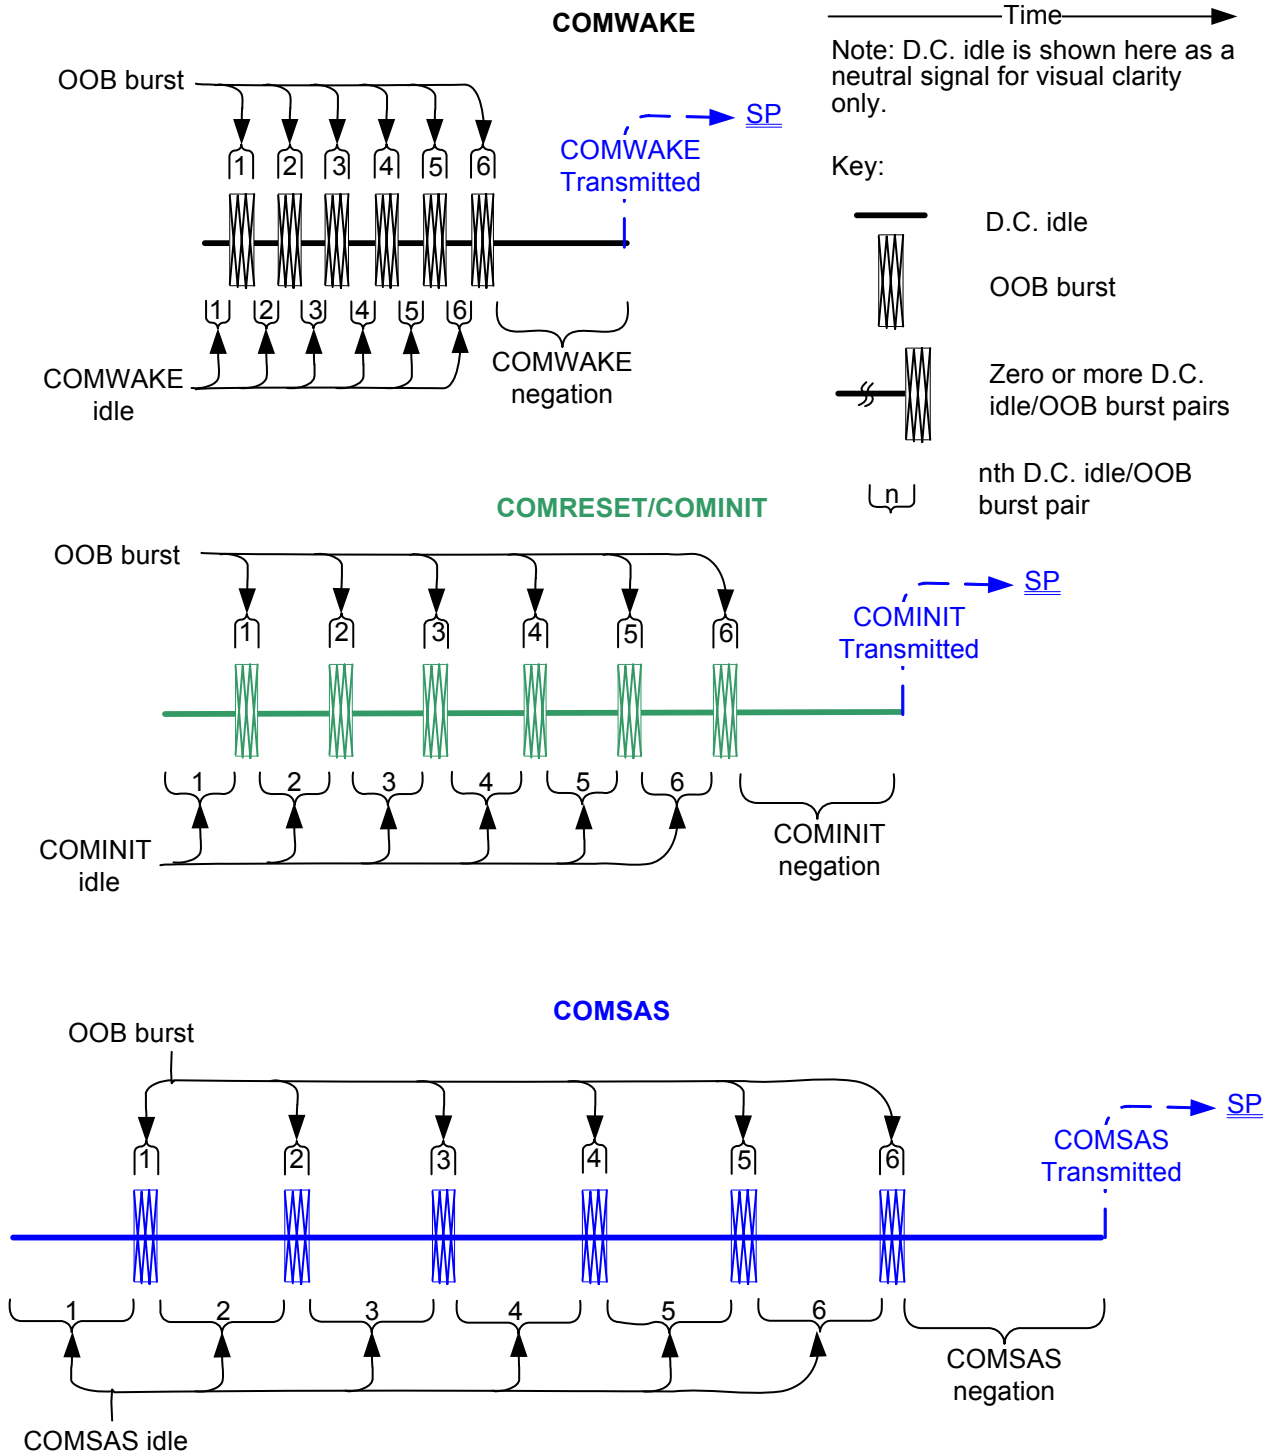 COMWAKE
Time
Note: D.C. idle is shown here as a
neutral signal for visual clarity
only.
OOB burst
SP
COMWAKE
Transmitted
1 2 3 4 5 6
1 2 3 4 5 6
COMWAKE
idle
COMWAKE
negation
Key:
D.C. idle
OOB burst
Zero or more D.C.
idle/OOB burst pairs
n
nth D.C. idle/OOB
burst pair
COMRESET/COMINIT
OOB burst
SP
COMINIT
Transmitted
1 2 3 4 5 6
1 2 3 4 5 6
COMINIT
idle
COMINIT
negation
COMSAS
OOB burst
SP
COMSAS
Transmitted
1 2 3 4 5 6
1 2 3 4 5 6
COMSAS
negation
COMSAS idle